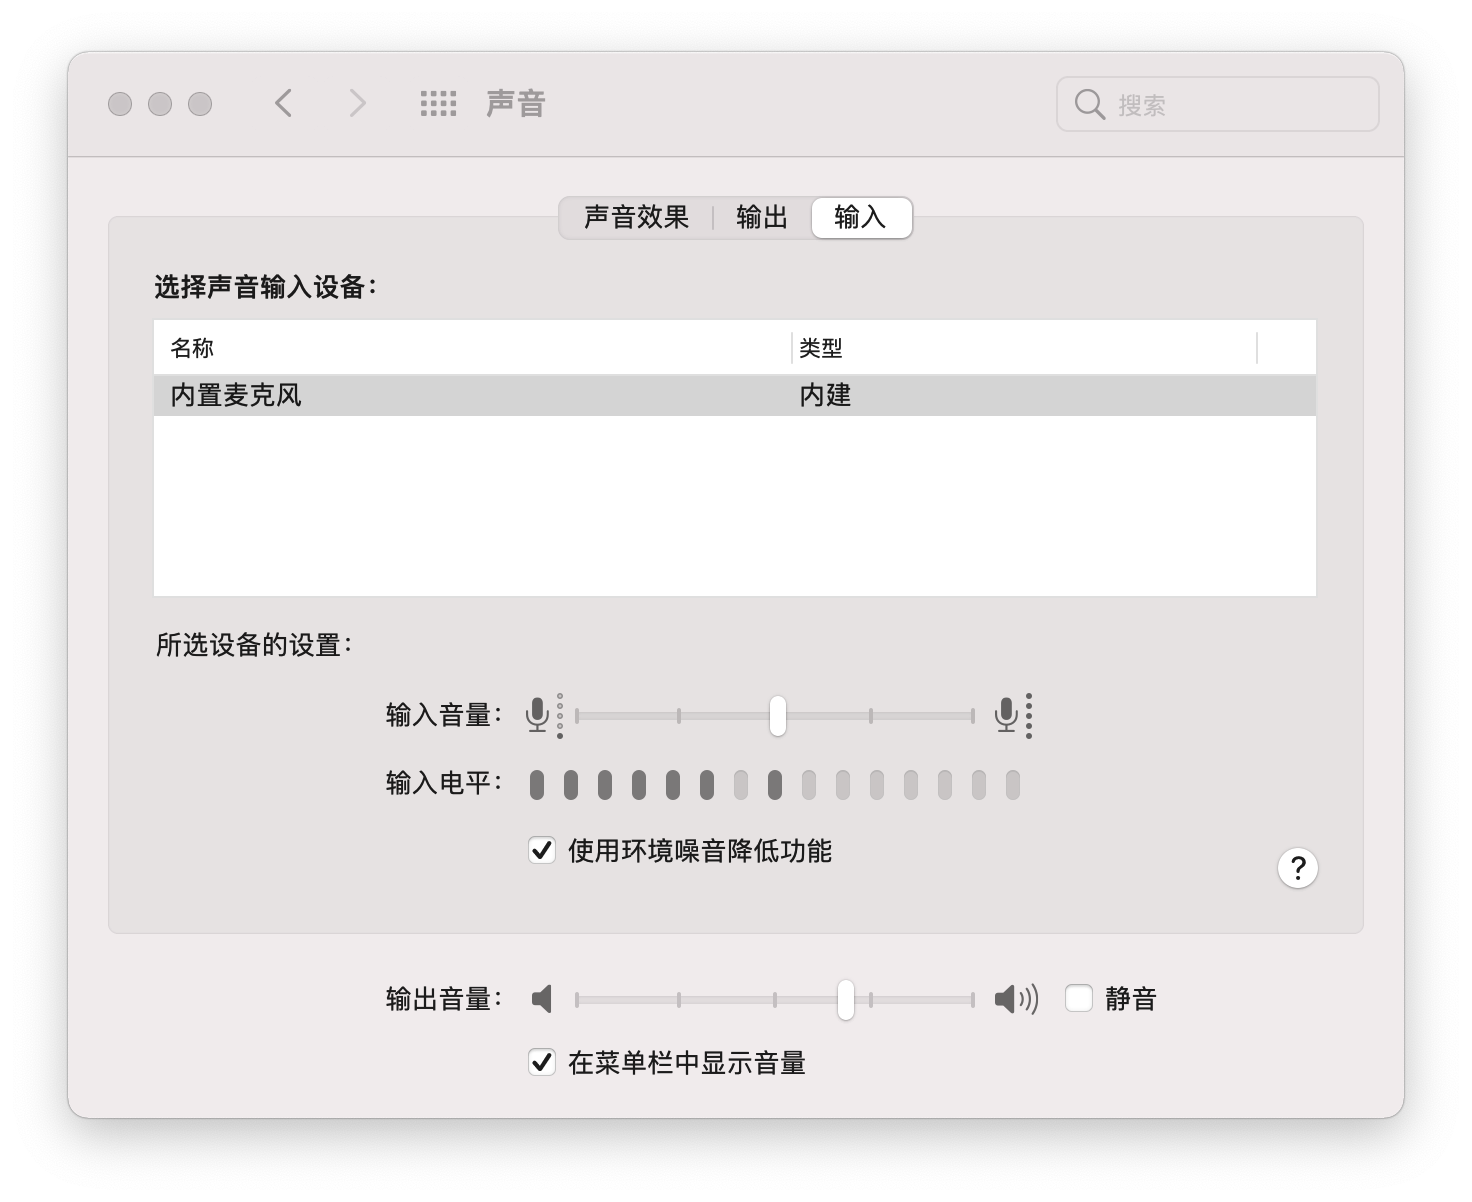 声音
搜索
声音效果 输出 输入
选择声音输入设备：
名称 类型
内置麦克风 内建
所选设备的设置：
输入音量：
输入电平：
使用环境噪音降低功能
?
输出音量： 静音
在菜单栏中显示音量